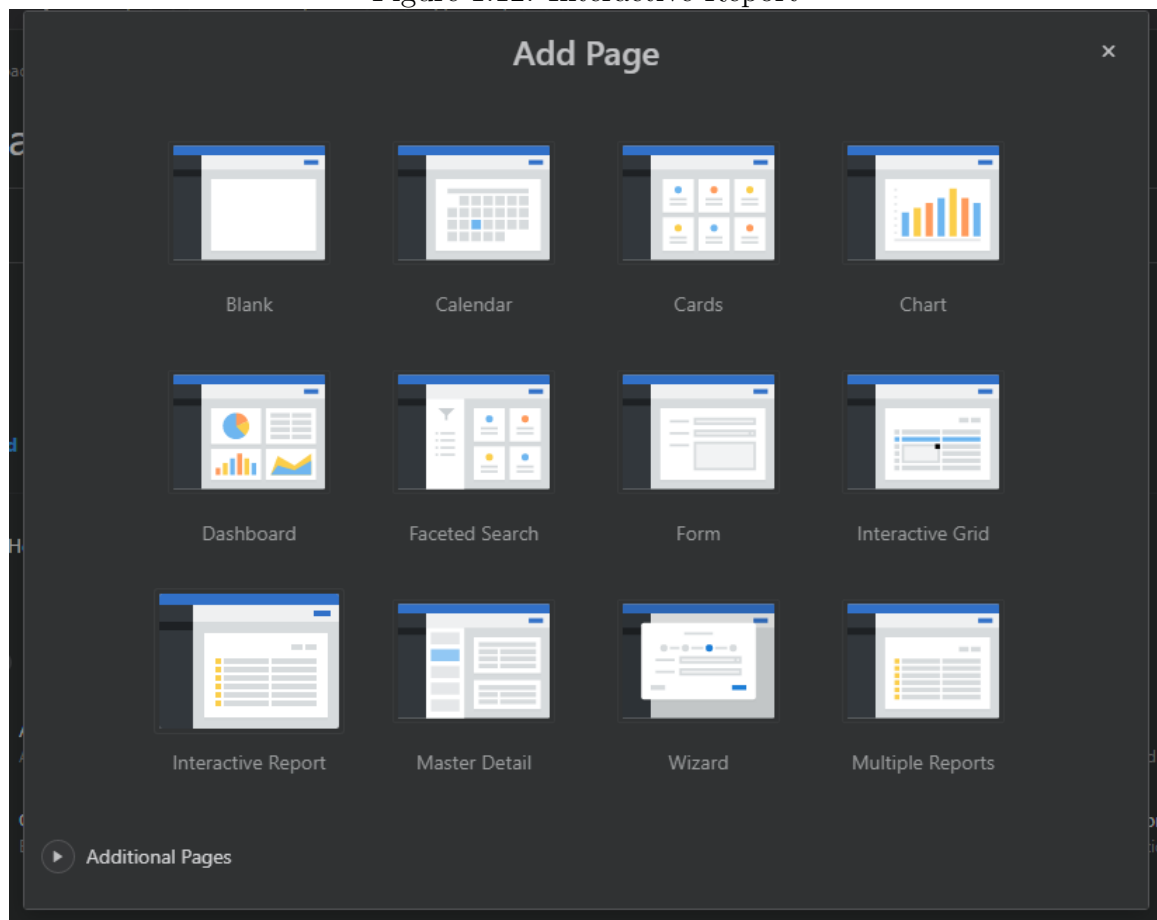 Add Page
×
Blank
Calendar
Cards
Chart
Dashboard
Faceted Search
Form
Interactive Grid
Interactive Report
Master Detail
Wizard
Multiple Reports
Additional Pages